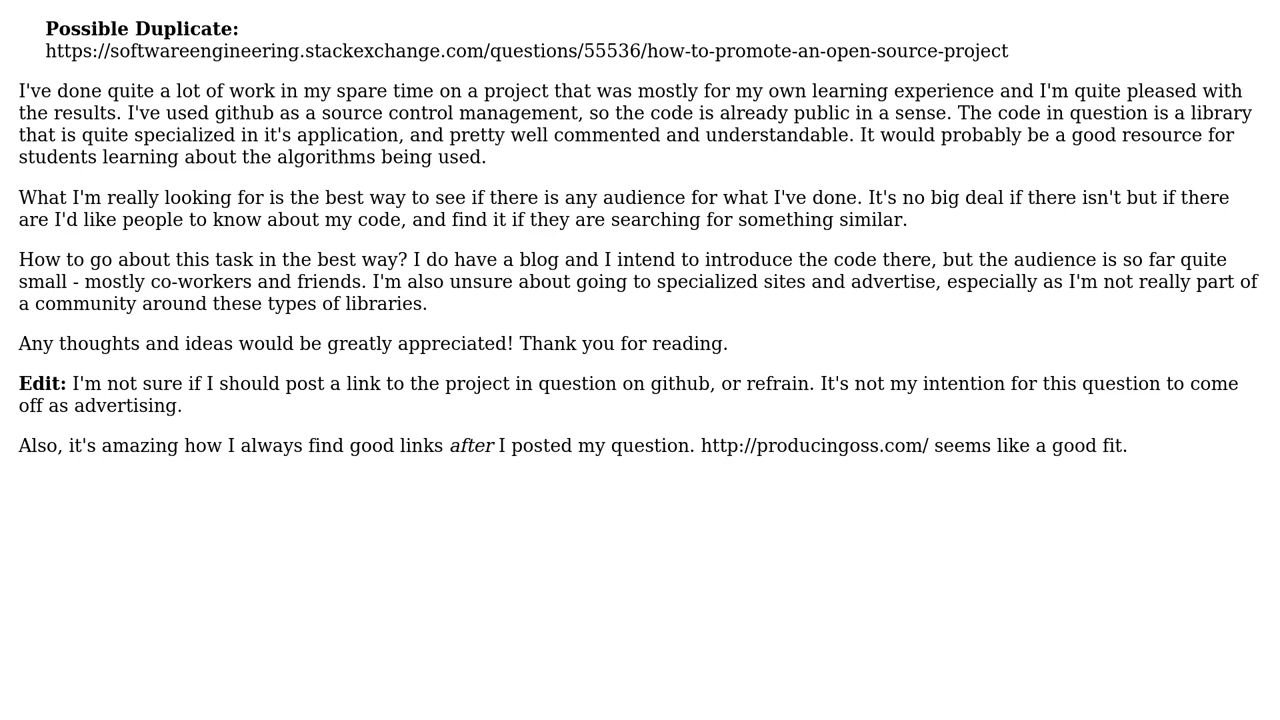 Possible Duplicate:
https://softwareengineering.stackexchange.com/questions/55536/how-to-promote-an-open-source-project
I've done quite a lot of work in my spare time on a project that was mostly for my own learning experience and I'm quite pleased with
the results. I've used github as a source control management, so the code is already public in a sense. The code in question is a library
that is quite specialized in it's application, and pretty well commented and understandable. It would probably be a good resource for
students learning about the algorithms being used.
What I'm really looking for is the best way to see if there is any audience for what I've done. It's no big deal if there isn't but if there
are I'd like people to know about my code, and find it if they are searching for something similar.
How to go about this task in the best way? I do have a blog and I intend to introduce the code there, but the audience is so far quite
small - mostly co-workers and friends. I'm also unsure about going to specialized sites and advertise, especially as I'm not really part of
a community around these types of libraries.
Any thoughts and ideas would be greatly appreciated! Thank you for reading.
Edit: I'm not sure if I should post a link to the project in question on github, or refrain. It's not my intention for this question to come
off as advertising.
Also, it's amazing how I always find good links after I posted my question. http://producingoss.com/ seems like a good fit.